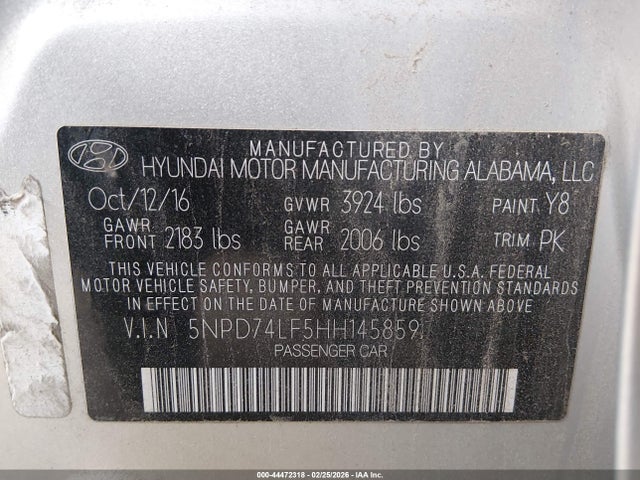 MANUFACTURED BY
HYUNDAI MOTOR MANUFACTURING ALABAMA, LLC
Oct/12/16 GVWR 3924 lbs PAINT Y8
GAWR FRONT 2183 lbs GAWR REAR 2006 lbs TRIM PK
THIS VEHICLE CONFORMS TO ALL APPLICABLE U.S.A. FEDERAL
MOTOR VEHICLE SAFETY, BUMPER, AND THEFT PREVENTION STANDARDS
IN EFFECT ON THE DATE OF MANUFACTURE SHOWN ABOVE
V.I.N 5NPD74LF5HH145859
PASSENGER CAR
000-44472318 - 02/25/2026 - IAAI.COM